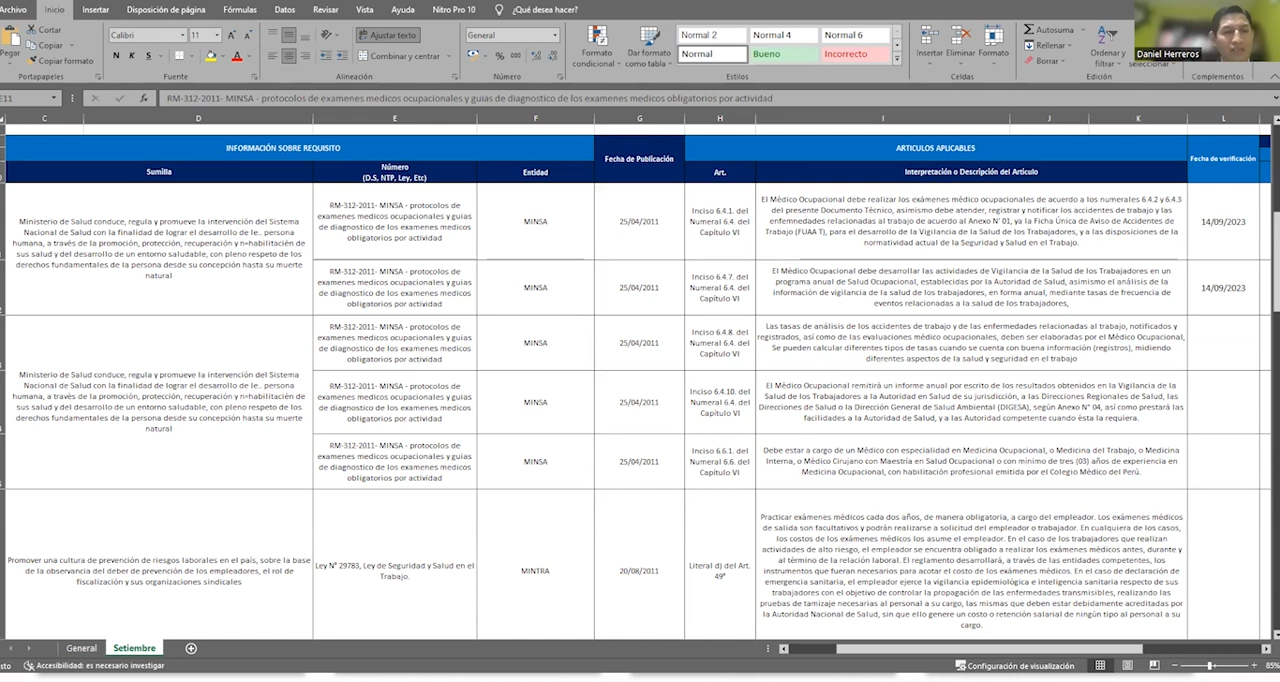 Archivo Inicio Insertar Disposición de página Fórmulas Datos Revisar Vista Ayuda Nitro Pro 10 ¿Qué desea hacer?
Pegar
Cortar
Copiar
Copiar formato
Portapapeles
Calibri 11
N K S
Fuente
Ajustar texto
Combinar y centrar
Alineación
General
% 000
Número
Formato condicional
Dar formato como tabla
Normal 2 Normal 4 Normal 6
Normal Bueno Incorrecto
Estilos
Insertar Eliminar Formato
Celdas
Autosuma
Rellenar
Borrar
Ordenar y filtrar
seleccionar
Edición
Complementos
Daniel Herreros
E11
RM-312-2011- MINSA - protocolos de examenes medicos ocupacionales y guias de diagnostico de los examenes medicos obligatorios por actividad
C D E F G H I J K L
INFORMACIÓN SOBRE REQUISITO
Fecha de Publicación
ARTICULOS APLICABLES
Fecha de verificación
Sumilla
Número
(D.S, NTP, Ley, Etc)
Entidad
Art.
Interpretación o Descripción del Artículo
Ministerio de Salud conduce, regula y promueve la intervención del Sistema
Nacional de Salud con la finalidad de lograr el desarrollo de le.. persona
humana, a través de la promoción, protección, recuperación y n=habilitación de
sus salud y del desarrollo de un entorno saludable, con pleno respeto de los
derechos fundamentales de la persona desde su concepción hasta su muerte
natural
RM-312-2011- MINSA - protocolos de
examenes medicos ocupacionales y guias
de diagnostico de los examenes medicos
obligatorios por actividad
MINSA
25/04/2011
Inciso 6.4.1. del
Numeral 6.4. del
Capítulo VI
El Médico Ocupacional debe realizar los exámenes médico ocupacionales de acuerdo a los numerales 6.4.2 y 6.4.3
del presente Documento Técnico, asimismo debe atender, registrar y notificar los accidentes de trabajo y las
enfemnedades relacionadas al trabajo de acuerdo al Anexo N° 01, ya la Ficha Única de Aviso de Accidentes de
Trabajo (FUAA T), para el desarrollo de la Vigilancia de la Salud de los Trabajadores, y a las disposiciones de la
normatividad actual de la Seguridad y Salud en el Trabajo.
14/09/2023
RM-312-2011- MINSA - protocolos de
examenes medicos ocupacionales y guias
de diagnostico de los examenes medicos
obligatorios por actividad
MINSA
25/04/2011
Inciso 6.4.7. del
Numeral 6.4. del
Capítulo VI
El Médico Ocupacional debe desarrollar las actividades de Vigilancia de la Salud de los Trabajadores en un
programa anual de Salud Ocupacional, establecidas por la Autoridad de Salud, asimismo el análisis de la
información de vigilancia de la salud de los trabajadores, en forma anual, mediante tasas de frecuencia de
eventos relacionadas a la salud de los trabajadores,
14/09/2023
Ministerio de Salud conduce, regula y promueve la intervención del Sistema
Nacional de Salud con la finalidad de lograr el desarrollo de le.. persona
humana, a través de la promoción, protección, recuperación y n=habilitación de
sus salud y del desarrollo de un entorno saludable, con pleno respeto de los
derechos fundamentales de la persona desde su concepción hasta su muerte
natural
RM-312-2011- MINSA - protocolos de
examenes medicos ocupacionales y guias
de diagnostico de los examenes medicos
obligatorios por actividad
MINSA
25/04/2011
Inciso 6.4.8. del
Numeral 6.4. del
Capítulo VI
Las tasas de análisis de los accidentes de trabajo y de las enfermedades relacionadas al trabajo, notificados y
registrados, así como de las evaluaciones médico ocupacionales, deben ser elaboradas por el Médico Ocupacional,
Se pueden calcular diferentes tipos de tasas cuando se cuenta con buena información (registros), midiendo
diferentes aspectos de la salud y seguridad en el trabajo
RM-312-2011- MINSA - protocolos de
examenes medicos ocupacionales y guias
de diagnostico de los examenes medicos
obligatorios por actividad
MINSA
25/04/2011
Inciso 6.4.10. del
Numeral 6.4 del
Capítulo VI
El Médico Ocupacional remitirá un informe anual por escrito de los resultados obtenidos en la Vigilancia de la
Salud de los Trabajadores a la Autoridad en Salud de su jurisdicción, a las Direcciones Regionales de Salud, las
Direcciones de Salud o la Dirección General de Salud Ambiental (DIGESA), según Anexo N° 04, así como prestará las
facilidades a la Autoridad de Salud, y a las Autoridad competente cuando ésta la requiera.
RM-312-2011- MINSA - protocolos de
examenes medicos ocupacionales y guias
de diagnostico de los examenes medicos
obligatorios por actividad
MINSA
25/04/2011
Inciso 6.6.1. del
Numeral 6.6. del
Capítulo VI
Debe estar a cargo de un Médico con especialidad en Medicina Ocupacional, o Medicina del Trabajo, o Medicina
Interna, o Médico Cirujano con Maestría en Salud Ocupacional o con mínimo de tres (03) años de experiencia en
Medicina Ocupacional, con habilitación profesional emitida por el Colegio Médico del Perú.
Promover una cultura de prevención de riesgos laborales en el país, sobre la base
de la observancia del deber de prevención de los empleadores, el rol de
fiscalización y sus organizaciones sindicales
Ley N° 29783, Ley de Seguridad y Salud en el
Trabajo.
MINTRA
20/08/2011
Literal d) del Art.
49°
Practicar exámenes médicos cada dos años, de manera obligatoria, a cargo del empleador. Los exámenes médicos
de salida son facultativos y podrán realizarse a solicitud del empleador o trabajador. En cualquiera de los casos,
los costos de los exámenes médicos los asume el empleador. En el caso de los trabajadores que realizan
actividades de alto riesgo, el empleador se encuentra obligado a realizar los exámenes médicos antes, durante y
al término de la relación laboral. El reglamento desarrollará, a través de las entidades competentes, los
instrumentos que fueran necesarios para acotar el costo de los exámenes médicos. En el caso de declaración de
emergencia sanitaria, el empleador ejerce la vigilancia epidemiológica e inteligencia sanitaria respecto de sus
trabajadores con el objetivo de controlar la propagación de las enfermedades transmisibles, realizando las
pruebas de tamizaje necesarias al personal a su cargo, las mismas que deben estar debidamente acreditadas por
la Autoridad Nacional de Salud, sin que ello genere un costo o retención salarial de ningún tipo al personal a su
cargo.
General Setiembre
Accesibilidad: es necesario investigar
Configuración de visualización
85%